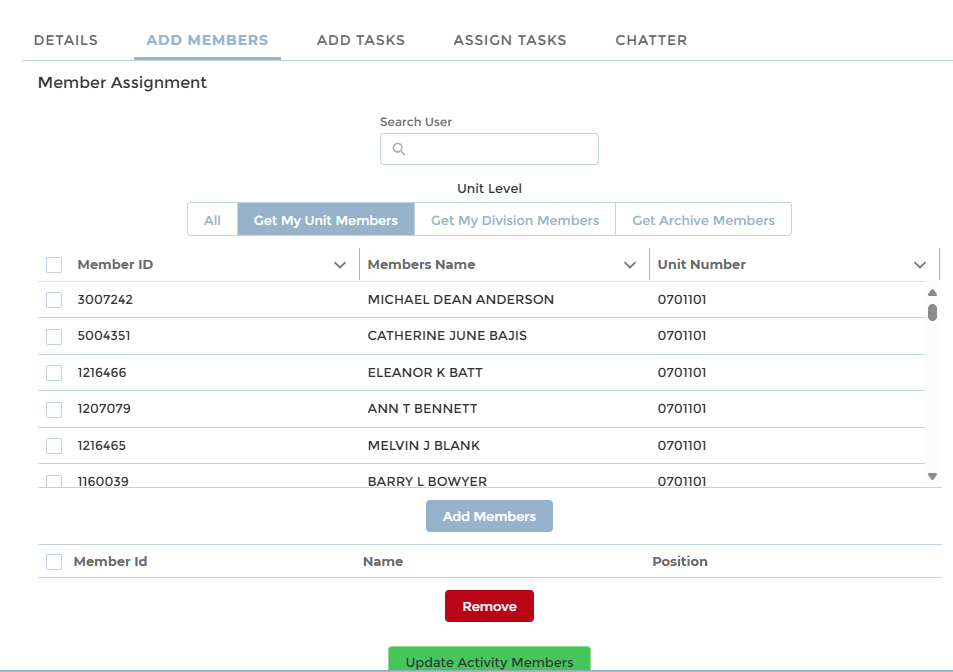 DETAILS ADD MEMBERS ADD TASKS ASSIGN TASKS CHATTER
Member Assignment
Search User
Unit Level
All Get My Unit Members Get My Division Members Get Archive Members
Member ID Members Name Unit Number
3007242 MICHAEL DEAN ANDERSON 0701101
5004351 CATHERINE JUNE BAJIS 0701101
1216466 ELEANOR K BATT 0701101
1207079 ANN T BENNETT 0701101
1216465 MELVIN J BLANK 0701101
1160039 BARRY L BOWYER 0701101
Add Members
Member Id Name Position
Remove
Update Activity Members